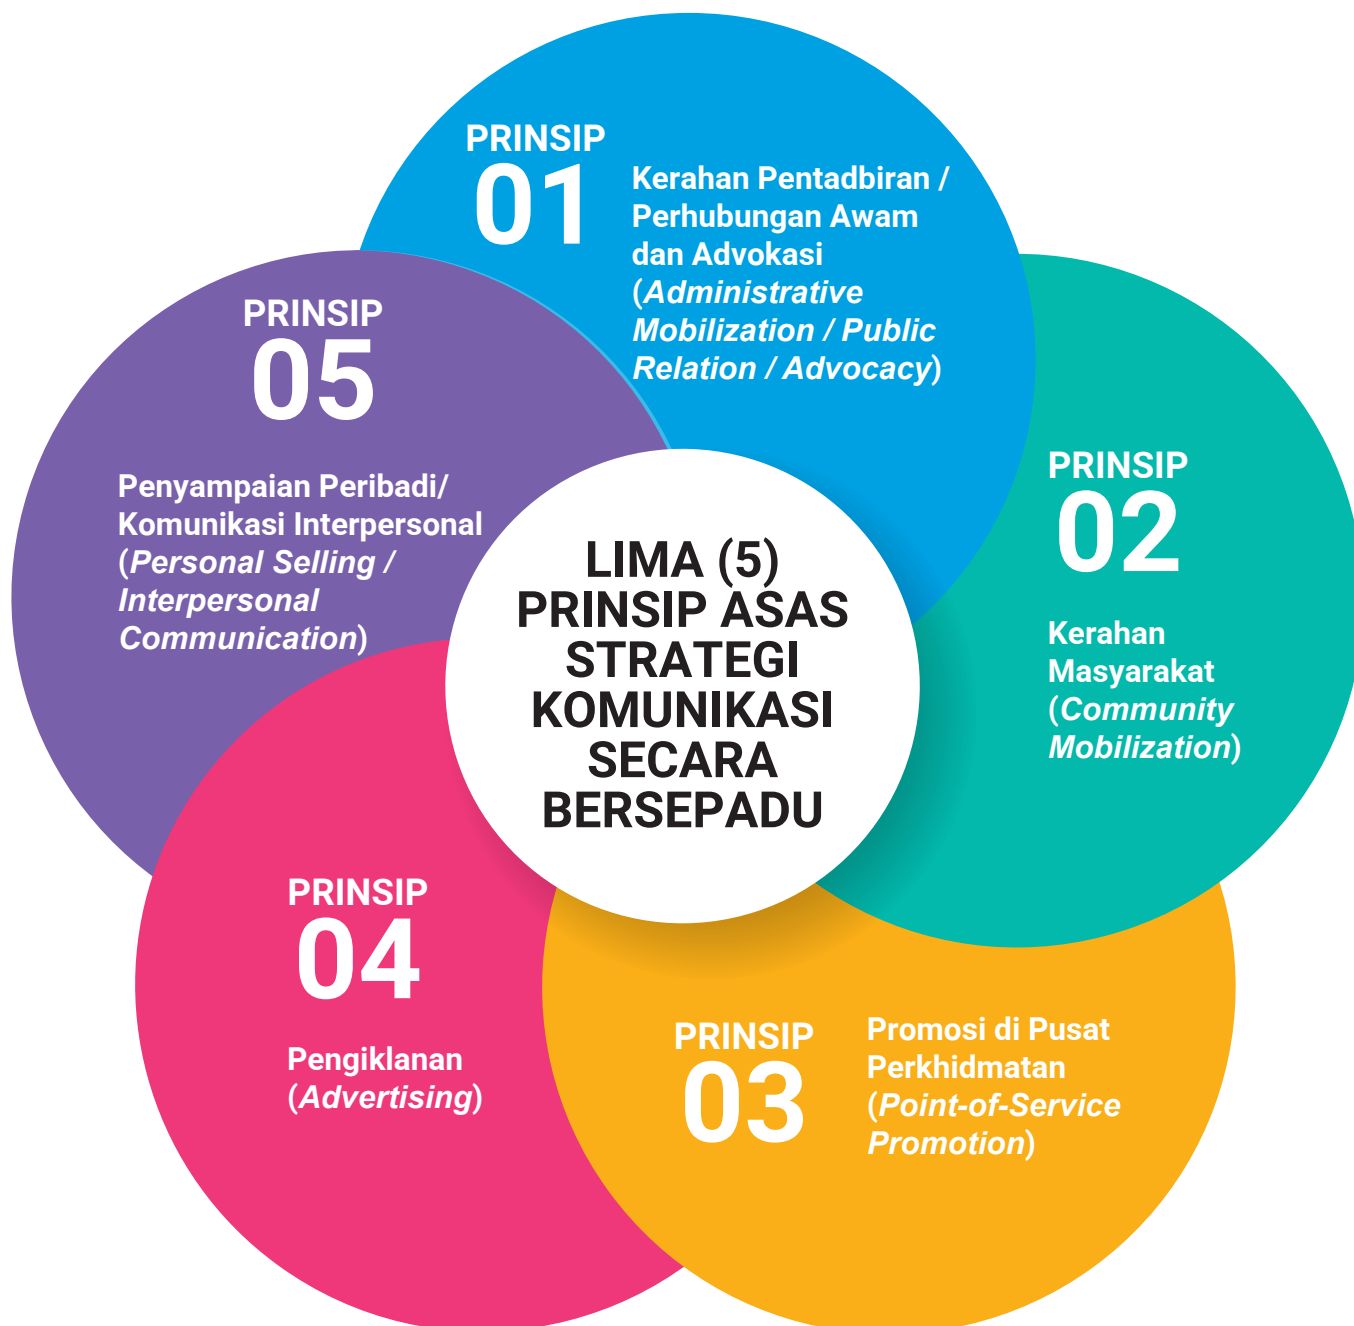 PRINSIP
01
Kerahan Pentadbiran /
Perhubungan Awam
dan Advokasi
(Administrative
Mobilization / Public
Relation / Advocacy)
PRINSIP
02
Kerahan
Masyarakat
(Community
Mobilization)
PRINSIP
03
Promosi di Pusat
Perkhidmatan
(Point-of-Service
Promotion)
PRINSIP
04
Pengiklanan
(Advertising)
PRINSIP
05
Penyampaian Peribadi/
Komunikasi Interpersonal
(Personal Selling /
Interpersonal
Communication)
LIMA (5)
PRINSIP ASAS
STRATEGI
KOMUNIKASI
SECARA
BERSEPADU